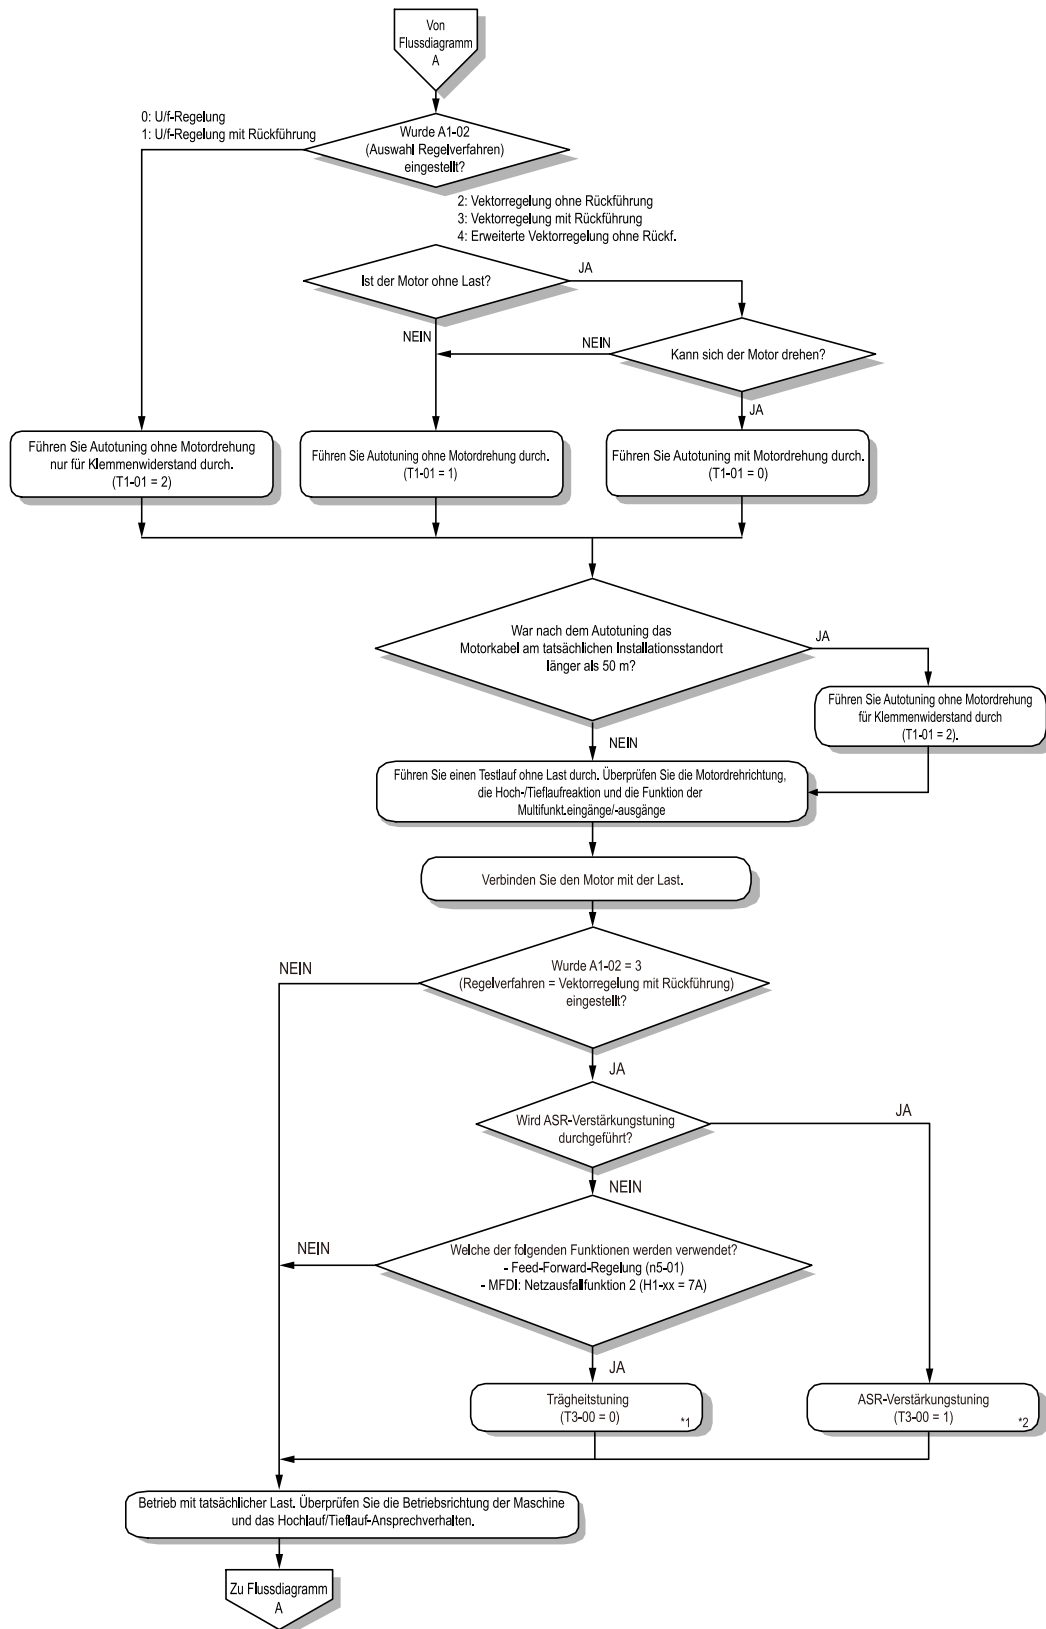 Von
Flussdiagramm
A
0: U/f-Regelung
1: U/f-Regelung mit Rückführung
Wurde A1-02
(Auswahl Regelverfahren)
eingestellt?
2: Vektorregelung ohne Rückführung
3: Vektorregelung mit Rückführung
4: Erweiterte Vektorregelung ohne Rückf.
Ist der Motor ohne Last?
JA
NEIN
NEIN
Kann sich der Motor drehen?
JA
Führen Sie Autotuning ohne Motordrehung
nur für Klemmenwiderstand durch.
(T1-01 = 2)
Führen Sie Autotuning ohne Motordrehung durch.
(T1-01 = 1)
Führen Sie Autotuning mit Motordrehung durch.
(T1-01 = 0)
War nach dem Autotuning das
Motorkabel am tatsächlichen Installationsstandort
länger als 50 m?
JA
Führen Sie Autotuning ohne Motordrehung
für Klemmenwiderstand durch
(T1-01 = 2).
NEIN
Führen Sie einen Testlauf ohne Last durch. Überprüfen Sie die Motordrehrichtung,
die Hoch-/Tieflaufreaktion und die Funktion der
Multifunkt.eingänge/-ausgänge
Verbinden Sie den Motor mit der Last.
NEIN
Wurde A1-02 = 3
(Regelverfahren = Vektorregelung mit Rückführung)
eingestellt?
JA
Wird ASR-Verstärkungstuning
durchgeführt?
JA
NEIN
NEIN
Welche der folgenden Funktionen werden verwendet?
- Feed-Forward-Regelung (n5-01)
- MFDI: Netzausfallfunktion 2 (H1-xx = 7A)
JA
Trägheitstuning
(T3-00 = 0)
*1
ASR-Verstärkungstuning
(T3-00 = 1)
*2
Betrieb mit tatsächlicher Last. Überprüfen Sie die Betriebsrichtung der Maschine
und das Hochlauf/Tieflauf-Ansprechverhalten.
Zu Flussdiagramm
A